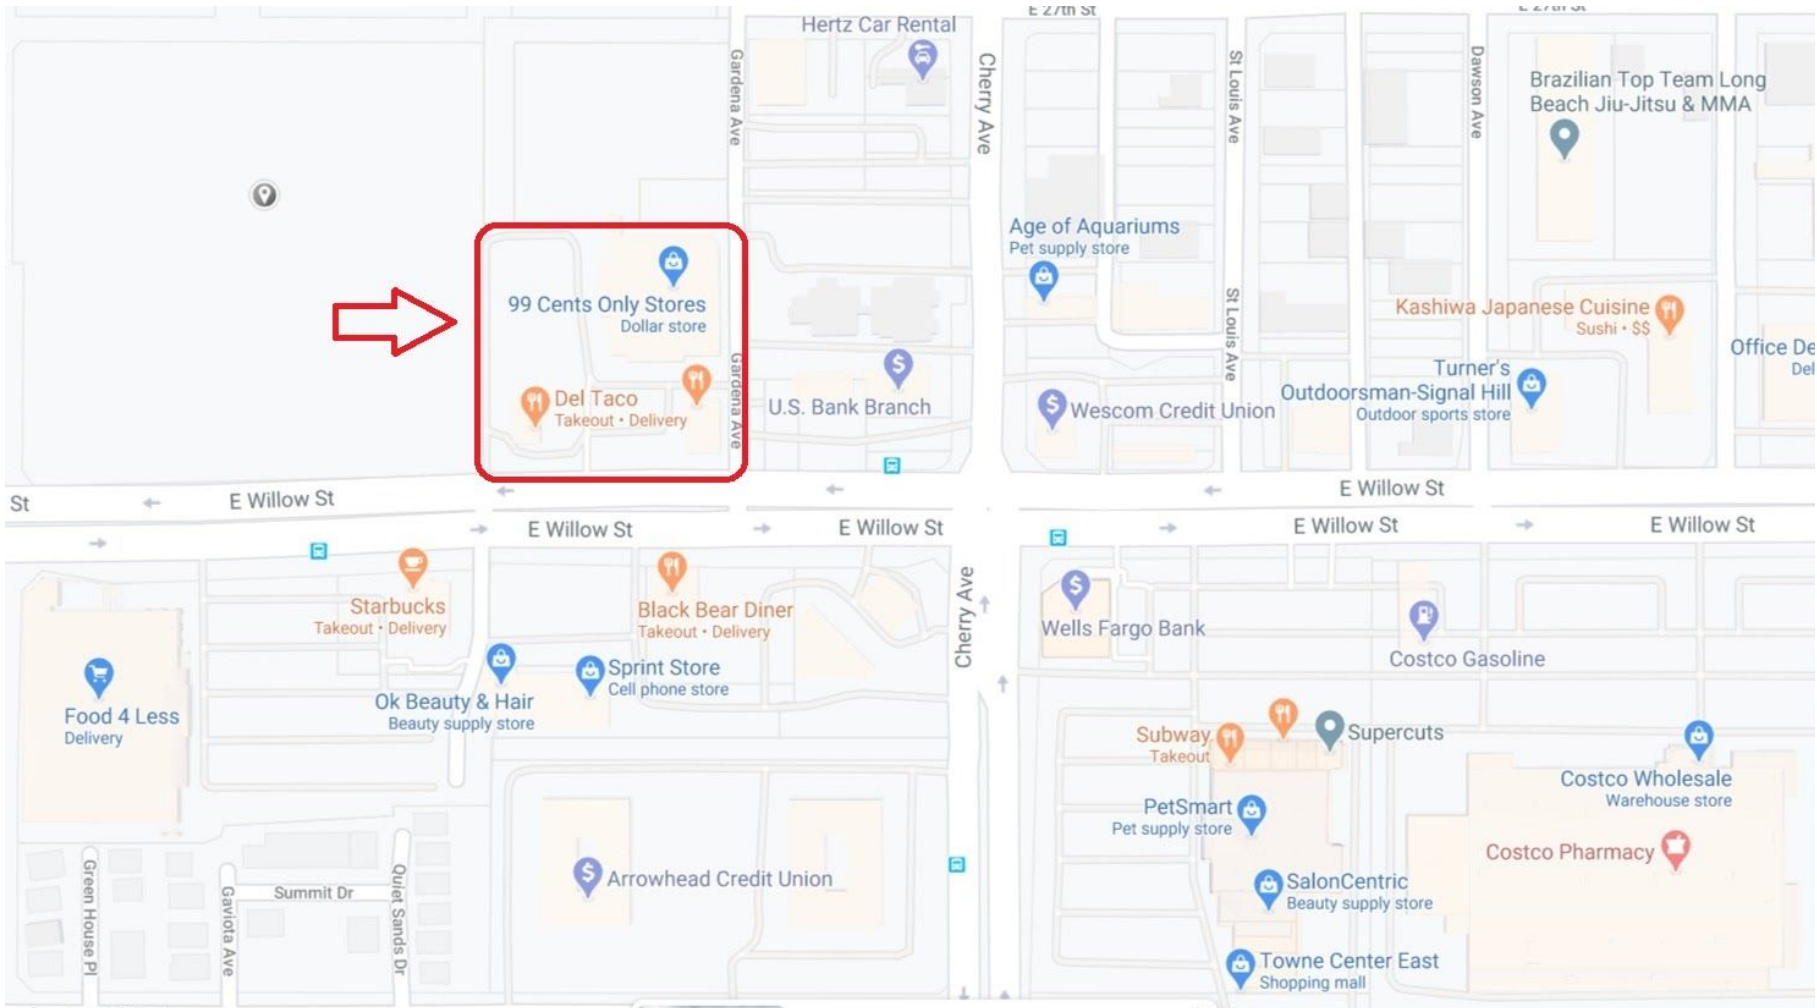 E 27th St
E 27th St
Hertz Car Rental
Gardena Ave
Cherry Ave
St Louis Ave
Dawson Ave
Brazilian Top Team Long
Beach Jiu-Jitsu & MMA
Age of Aquariums
Pet supply store
99 Cents Only Stores
Dollar store
St Louis Ave
Kashiwa Japanese Cuisine
Sushi • $$
Gardena Ave
Office De
Del
Turner's
Outdoorsman-Signal Hill
Outdoor sports store
Del Taco
Takeout • Delivery
U.S. Bank Branch
Wescom Credit Union
St
E Willow St
E Willow St
E Willow St
E Willow St
E Willow St
E Willow St
Starbucks
Takeout • Delivery
Black Bear Diner
Takeout • Delivery
Cherry Ave
Wells Fargo Bank
Costco Gasoline
Sprint Store
Cell phone store
Ok Beauty & Hair
Beauty supply store
Food 4 Less
Delivery
Subway
Takeout
Supercuts
Costco Wholesale
Warehouse store
PetSmart
Pet supply store
Costco Pharmacy
Arrowhead Credit Union
SalonCentric
Beauty supply store
Green House Pl
Gaviota Ave
Summit Dr
Quiet Sands Dr
Towne Center East
Shopping mall